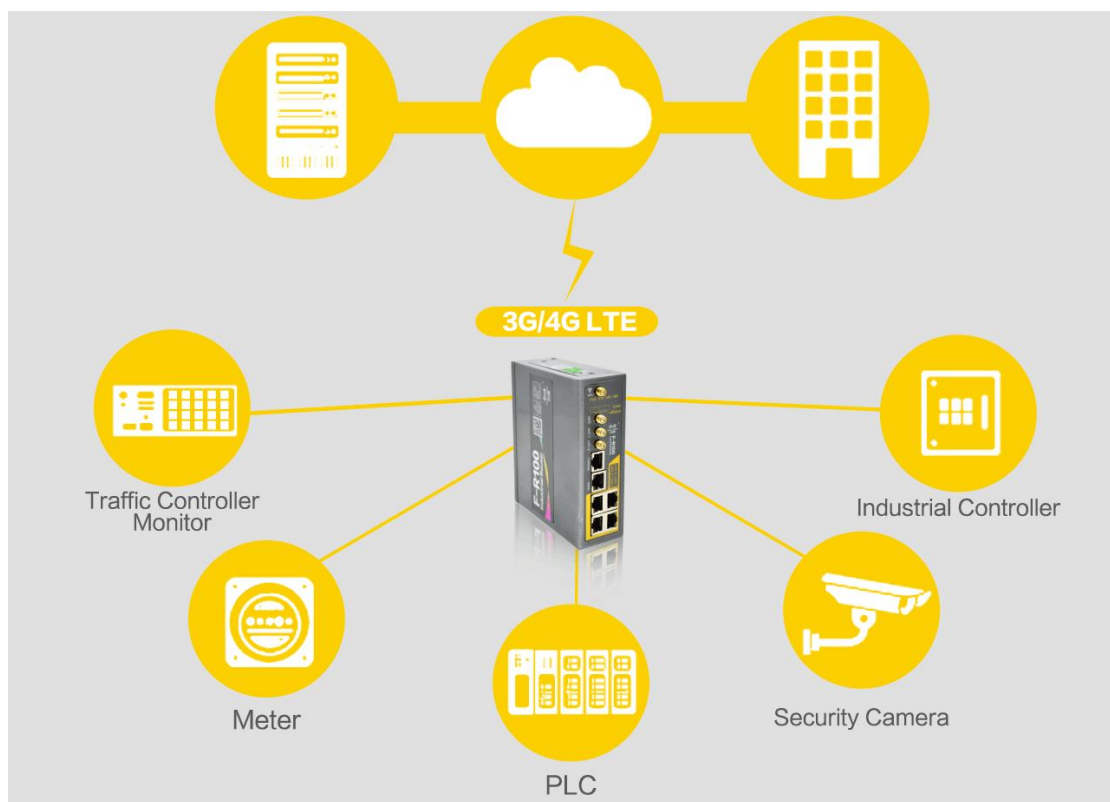 3G/4G LTE
F-R100
Traffic Controller
Monitor
Industrial Controller
Meter
Security Camera
PLC